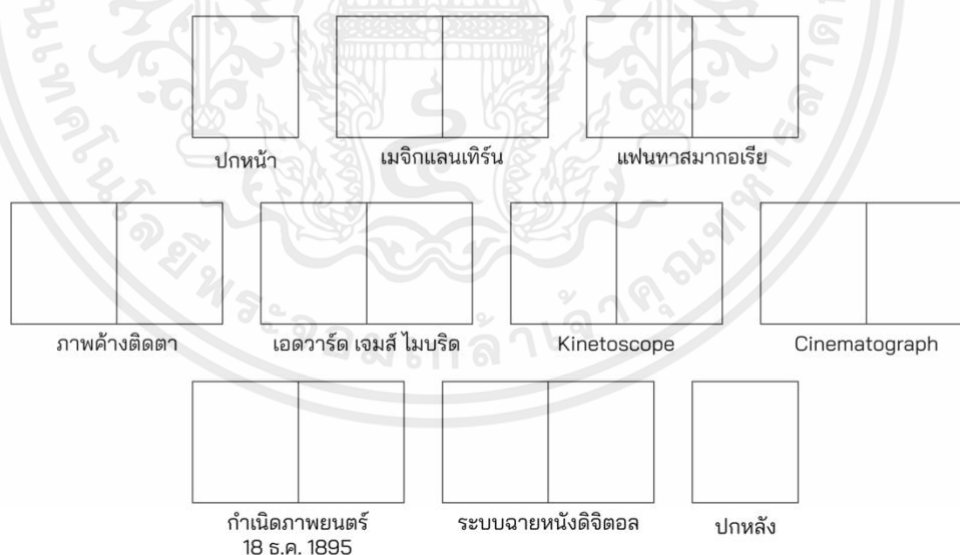 ปกหน้า
เมจิกแลนเทิร์น
แฟนทาสมากอเรีย
ภาพค้างติดตา
เอดวาร์ด เจมส์ ไมบริด
Kinetoscope
Cinematograph
กำเนิดภาพยนตร์
18 ธ.ค. 1895
ระบบฉายหนังดิจิตอล
ปกหลัง